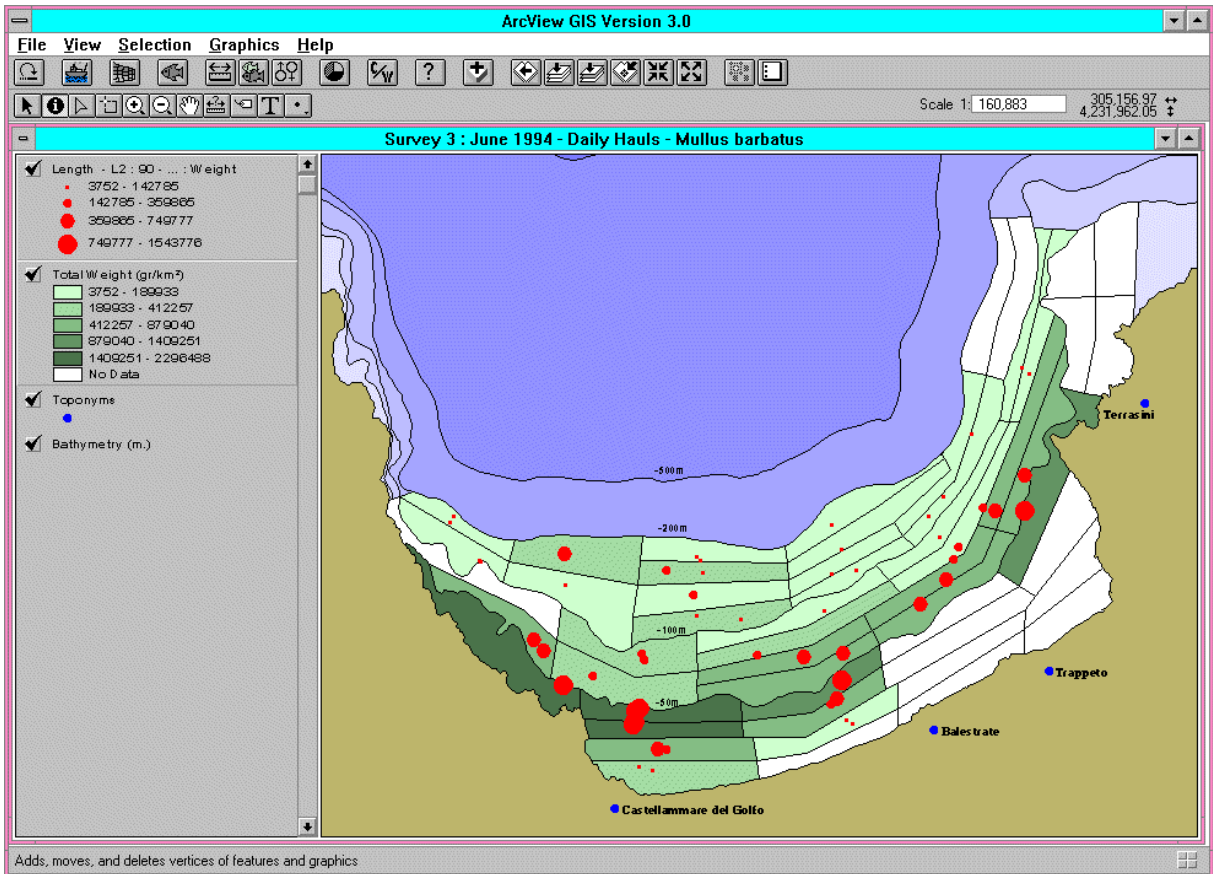 ArcView GIS Version 3.0
File View Selection Graphics Help
C/W ?
T
Scale 1: 160,883 305,156.97
4,231,962.05
Survey 3 : June 1994 - Daily Hauls - Mullus barbatus
Length - L2 : 90 - ... : Weight
3752 - 142785
142785 - 359865
359865 - 749777
749777 - 1543776
Total Weight (gr/km²)
3752 - 189933
189933 - 412257
412257 - 879040
879040 - 1409251
1409251 - 2296488
No Data
Toponyms
Bathymetry (m.)
-500m
-200m
-100m
-50m
Terrasini
Trappeto
Balestrate
Castellammare del Golfo
Adds, moves, and deletes vertices of features and graphics